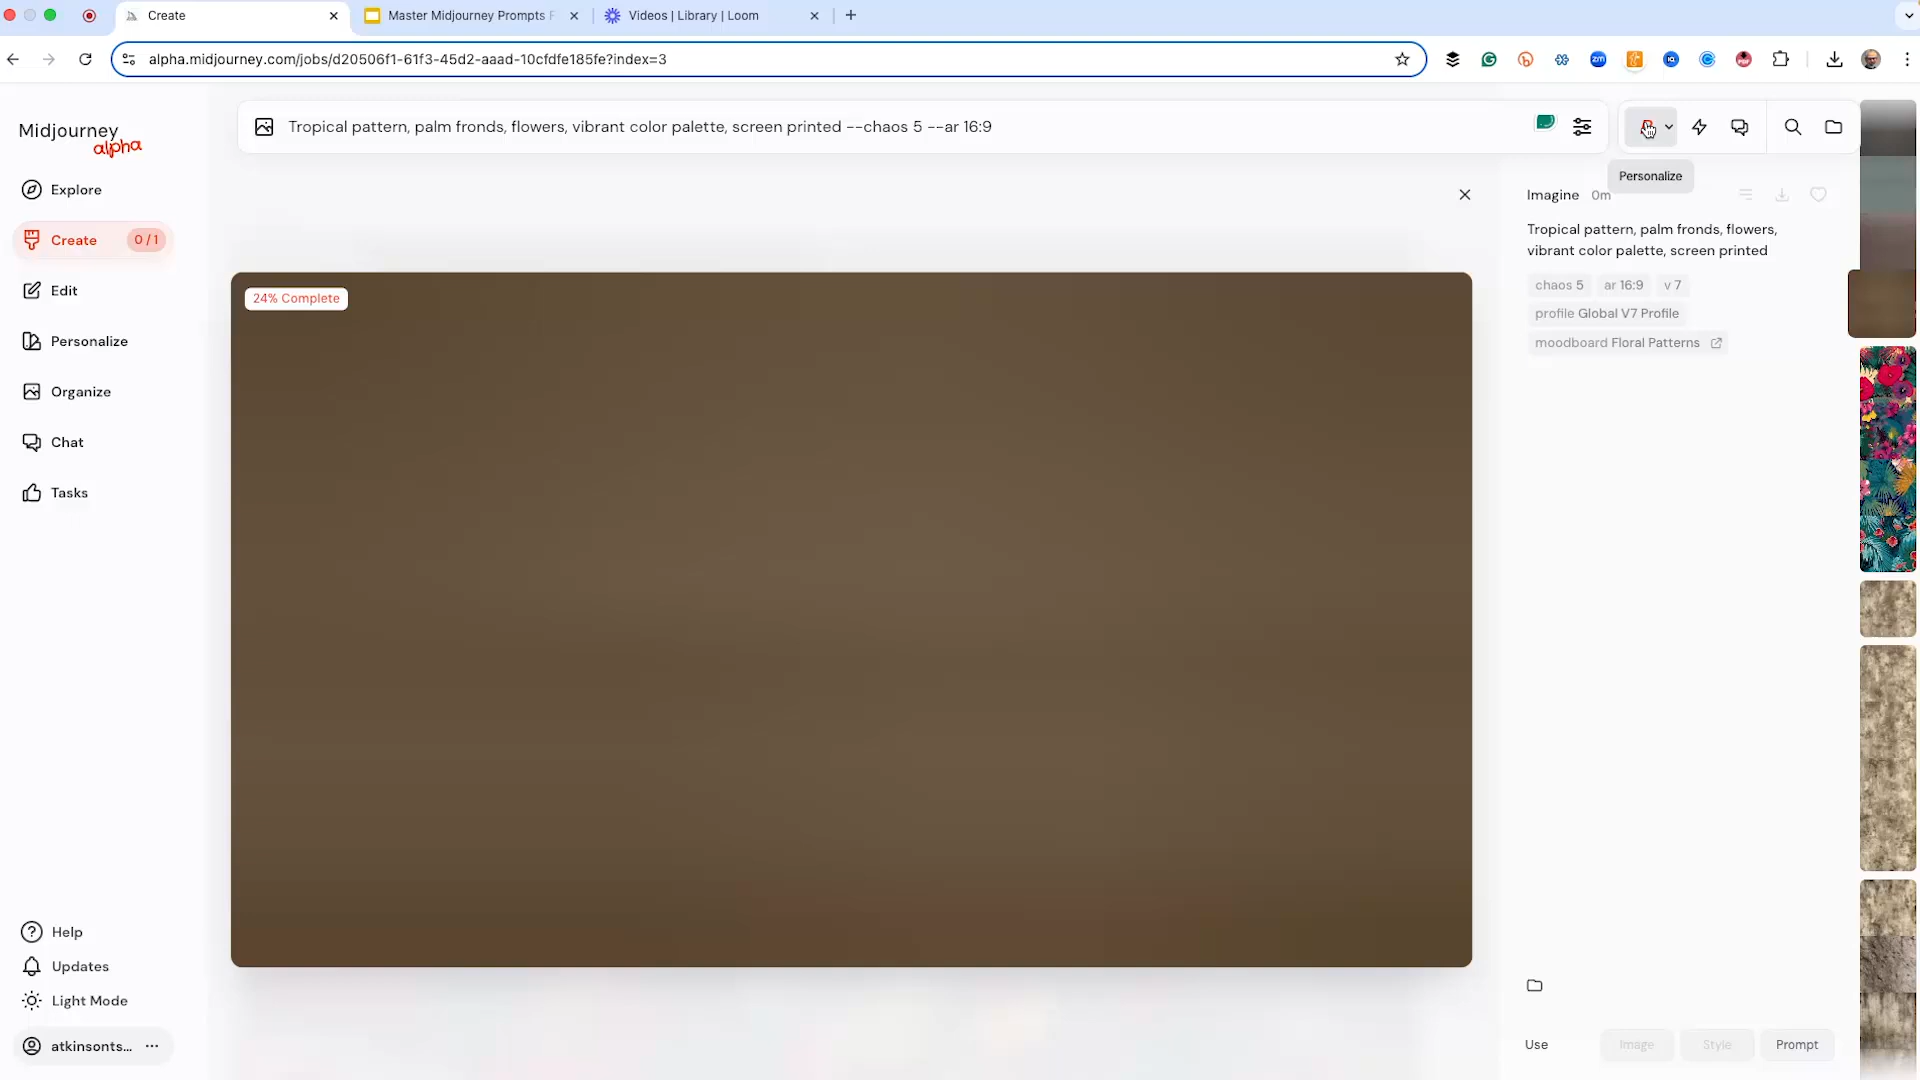 Create
Master Midjourney Prompts F
Videos | Library | Loom
alpha.midjourney.com/jobs/d20506f1-61f3-45d2-aaad-10cfdfe185fe?index=3
Midjourney
alpha
Tropical pattern, palm fronds, flowers, vibrant color palette, screen printed --chaos 5 --ar 16:9
Personalize
Explore
Create 0 / 1
Edit
Personalize
Organize
Chat
Tasks
24% Complete
Imagine 0m
Tropical pattern, palm fronds, flowers,
vibrant color palette, screen printed
chaos 5 ar 16:9 v 7
profile Global V7 Profile
moodboard Floral Patterns
Help
Updates
Light Mode
atkinsonts...
Use Image Style Prompt